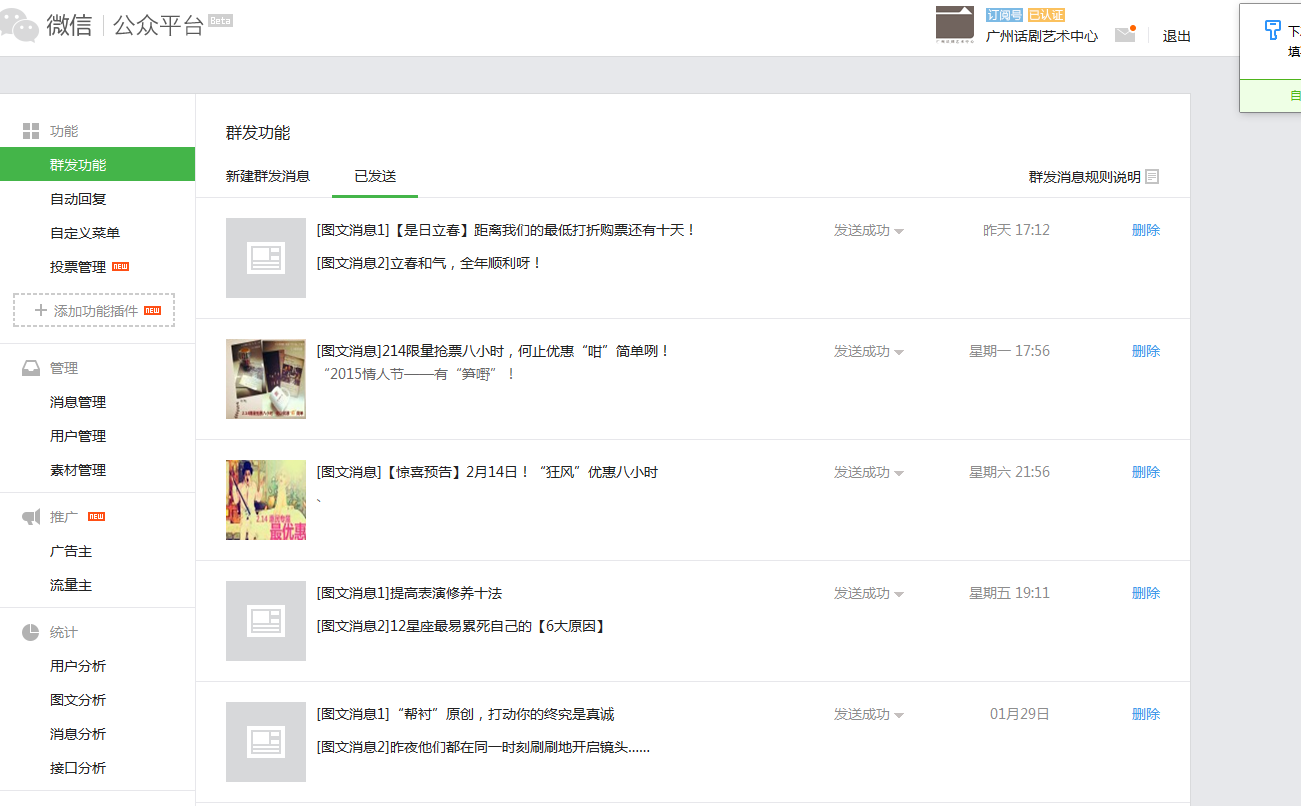 微信 公众平台 Beta
订阅号 已认证
广州话剧艺术中心 退出
下
填
自
功能
群发功能
自动回复
自定义菜单
投票管理 NEW
添加功能插件 NEW
管理
消息管理
用户管理
素材管理
推广 NEW
广告主
流量主
统计
用户分析
图文分析
消息分析
接口分析
群发功能
新建群发消息 已发送 群发消息规则说明
[图文消息1]【是日立春】距离我们的最低打折购票还有十天！ 发送成功 昨天 17:12 删除
[图文消息2]立春和气，全年顺利呀！
[图文消息]214限量抢票八小时，何止优惠“咁”简单咧！ 发送成功 星期一 17:56 删除
“2015情人节——有“笋嘢”！
[图文消息]【惊喜预告】2月14日！“狂风”优惠八小时 发送成功 星期六 21:56 删除
、
最优惠
[图文消息1]提高表演修养十法 发送成功 星期五 19:11 删除
[图文消息2]12星座最易累死自己的【6大原因】
[图文消息1]“帮衬”原创，打动你的终究是真诚 发送成功 01月29日 删除
[图文消息2]昨夜他们都在同一时刻刷刷地开启镜头......